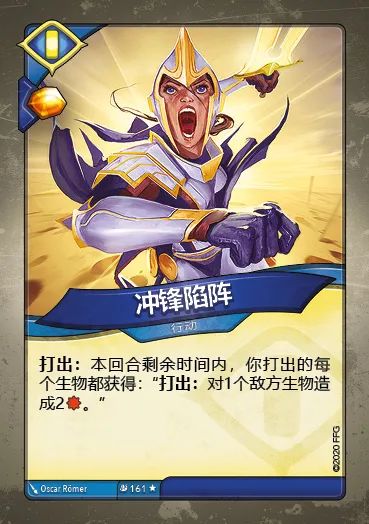 冲锋陷阵
行动
打出：本回合剩余时间内，你打出的每
个生物都获得：“打出：对1个敌方生物造
成2。”
©2020 FFG
Oscar Römer
161